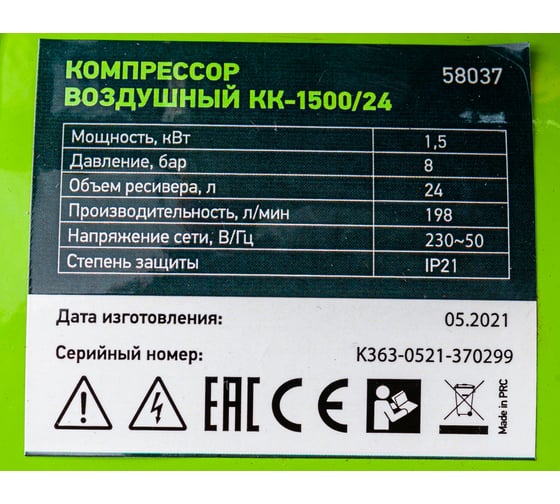 КОМПРЕССОР 58037
ВОЗДУШНЫЙ КК-1500/24
Мощность, кВт 1,5
Давление, бар 8
Объем ресивера, л 24
Производительность, л/мин 198
Напряжение сети, В/Гц 230~50
Степень защиты IP21
Дата изготовления: 05.2021
Серийный номер: K363-0521-370299
EAC CE
Made in PRC